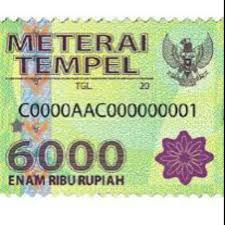 METERAI
TEMPEL
TGL. 20
C0000AAC000000001
6000
ENAM RIBU RUPIAH